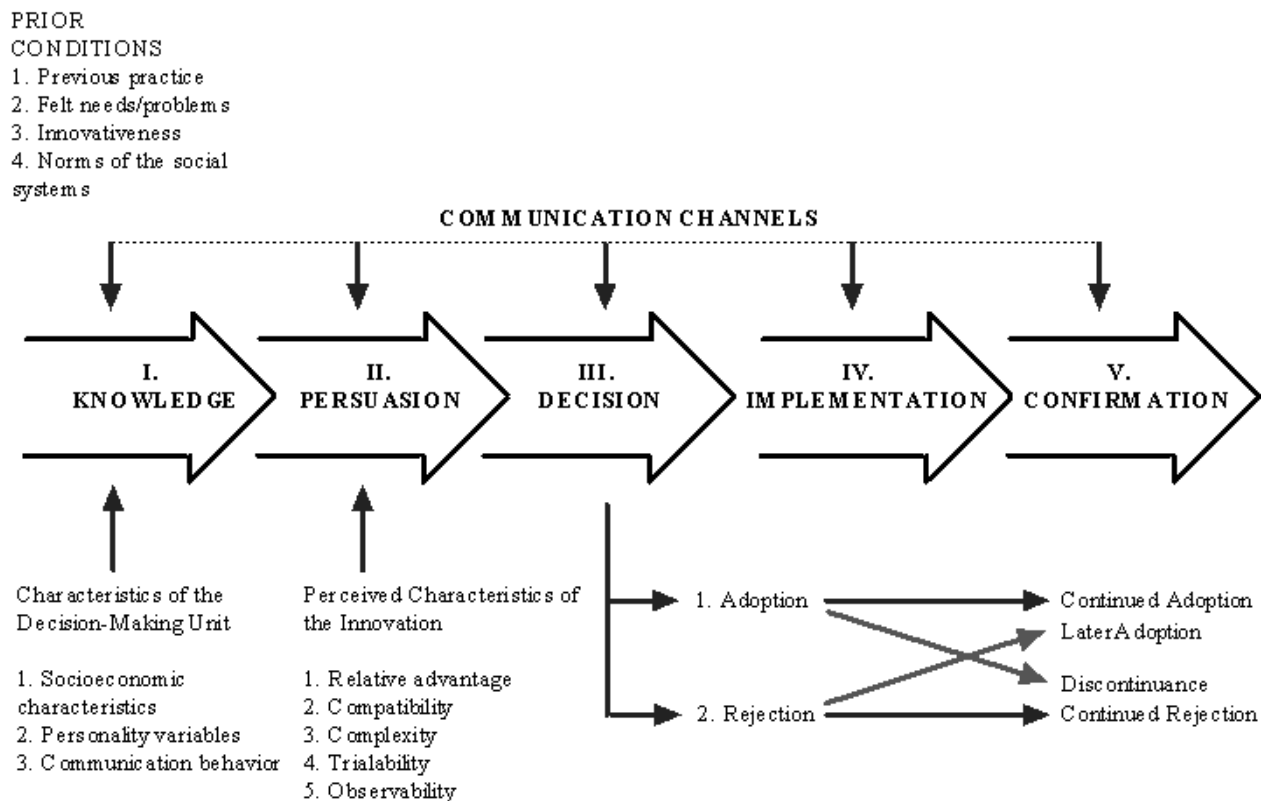 PRIOR
CONDITIONS
1. Previous practice
2. Felt needs/problems
3. Innovativeness
4. Norms of the social
systems
COMMUNICATION CHANNELS
I.
KNOWLEDGE
II.
PERSUASION
III.
DECISION
IV.
IMPLEMENTATION
V.
CONFIRMATION
Characteristics of the
Decision-Making Unit
1. Socioeconomic
characteristics
2. Personality variables
3. Communication behavior
Perceived Characteristics of
the Innovation
1. Relative advantage
2. Compatibility
3. Complexity
4. Trialability
5. Observability
1. Adoption
2. Rejection
Continued Adoption
Later Adoption
Discontinuance
Continued Rejection